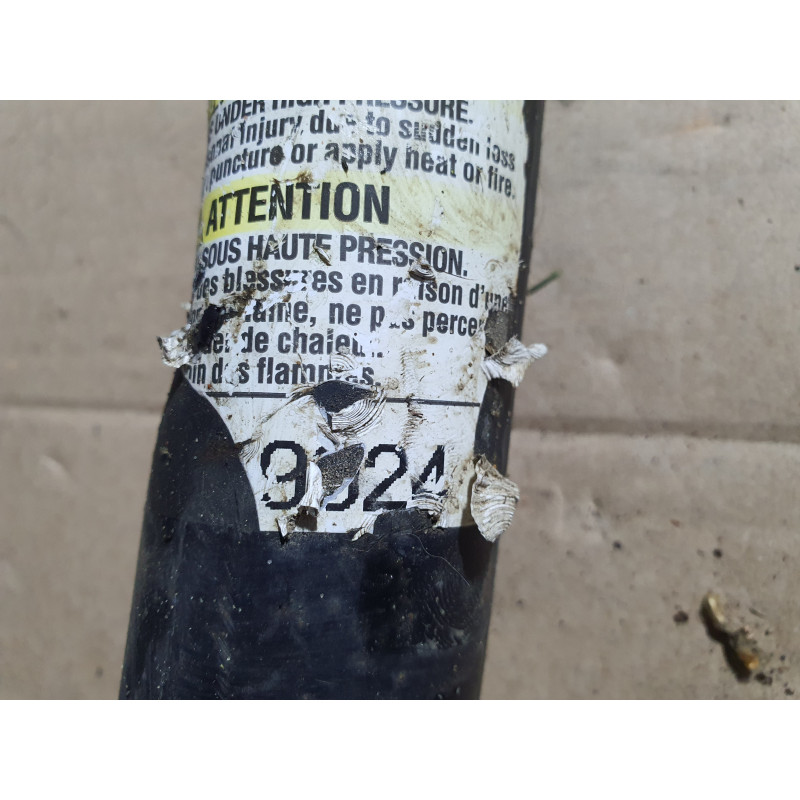 UNDER HIGH PRESSURE.
injury due to sudden loss
puncture or apply heat or fire.
ATTENTION
SOUS HAUTE PRESSION.
des blessures en raison d'une
ne pas percer
de chaleur.
des flammes.